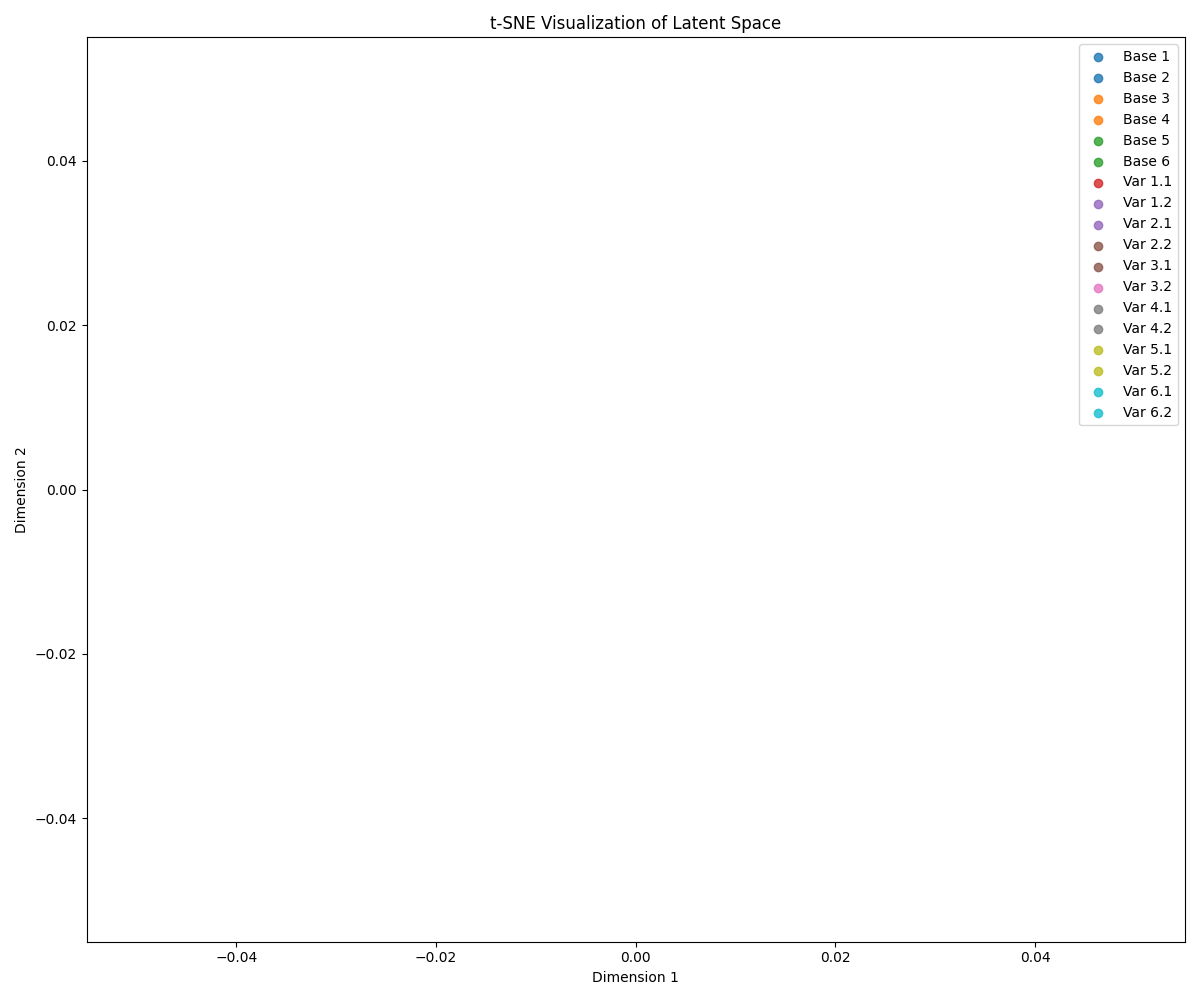 t-SNE Visualization of Latent Space
Base 1
Base 2
Base 3
Base 4
Base 5
Base 6
Var 1.1
Var 1.2
Var 2.1
Var 2.2
Var 3.1
Var 3.2
Var 4.1
Var 4.2
Var 5.1
Var 5.2
Var 6.1
Var 6.2
0.04
0.02
0.00
−0.02
−0.04
Dimension 2
−0.04
−0.02
0.00
0.02
0.04
Dimension 1